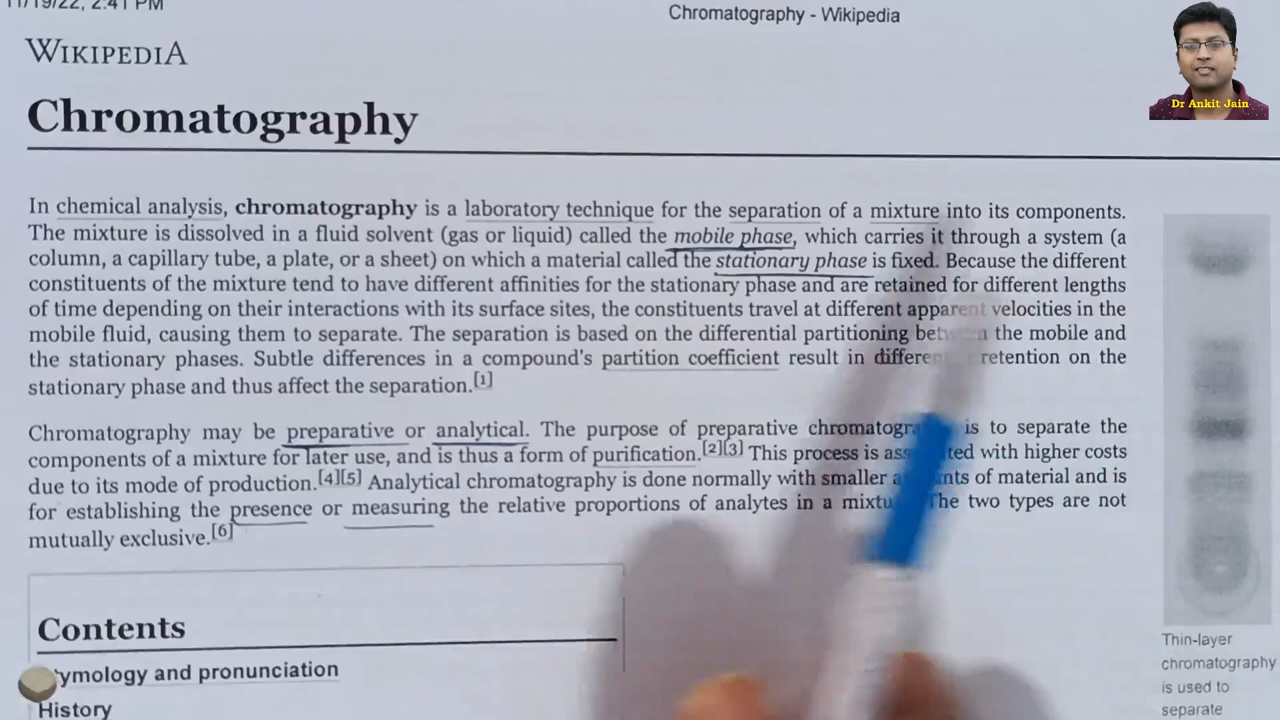 11/19/22, 2:41 PM
Chromatography - Wikipedia
Dr Ankit Jain
WIKIPEDIA
Chromatography
In chemical analysis, chromatography is a laboratory technique for the separation of a mixture into its components.
The mixture is dissolved in a fluid solvent (gas or liquid) called the mobile phase, which carries it through a system (a
column, a capillary tube, a plate, or a sheet) on which a material called the stationary phase is fixed. Because the different
constituents of the mixture tend to have different affinities for the stationary phase and are retained for different lengths
of time depending on their interactions with its surface sites, the constituents travel at different apparent velocities in the
mobile fluid, causing them to separate. The separation is based on the differential partitioning between the mobile and
the stationary phases. Subtle differences in a compound's partition coefficient result in retention on the
stationary phase and thus affect the separation.[1]
Chromatography may be preparative or analytical. The purpose of preparative is to separate the
components of a mixture for later use, and is thus a form of purification.[2][3] This process is with higher costs
due to its mode of production.[4][5] Analytical chromatography is done normally with smaller of material and is
for establishing the presence or measuring the relative proportions of analytes in a The two types are not
mutually exclusive.[6]
Contents
tymology and pronunciation
History
Thin-layer
chromatography
is used to
separate